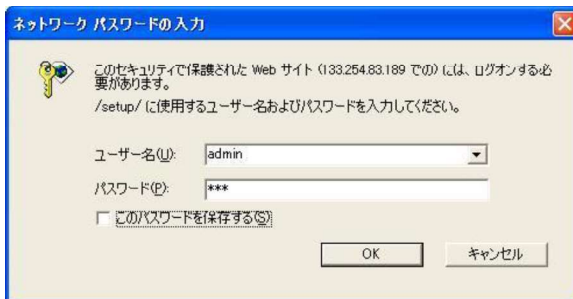 ネットワーク パスワードの入力
このセキュリティで保護された Web サイト (133.254.83.189 での) には、ログオンする必
要があります。
/setup/ に使用するユーザー名およびパスワードを入力してください。
ユーザー名(U):
admin
パスワード(P):
***
このパスワードを保存する(S)
OK
キャンセル